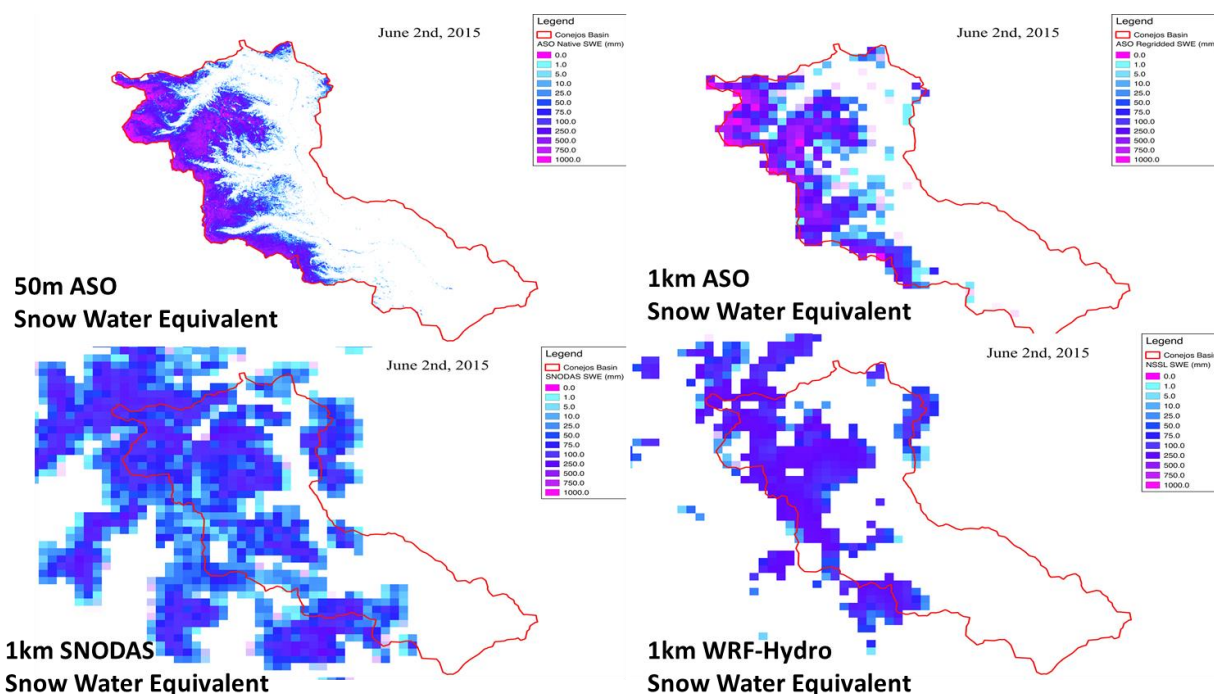 June 2nd, 2015
Legend
Conejos Basin
ASO Native SWE (mm)
0.0
1.0
5.0
10.0
25.0
50.0
75.0
100.0
250.0
500.0
750.0
1000.0
50m ASO
Snow Water Equivalent
June 2nd, 2015
Legend
Conejos Basin
ASO Regridded SWE (mm)
0.0
1.0
5.0
10.0
25.0
50.0
75.0
100.0
250.0
500.0
750.0
1000.0
1km ASO
Snow Water Equivalent
June 2nd, 2015
Legend
Conejos Basin
SNODAS SWE (mm)
0.0
1.0
5.0
10.0
25.0
50.0
75.0
100.0
250.0
500.0
750.0
1000.0
1km SNODAS
Snow Water Equivalent
June 2nd, 2015
Legend
Conejos Basin
NSSL SWE (mm)
0.0
1.0
5.0
10.0
25.0
50.0
75.0
100.0
250.0
500.0
750.0
1000.0
1km WRF-Hydro
Snow Water Equivalent